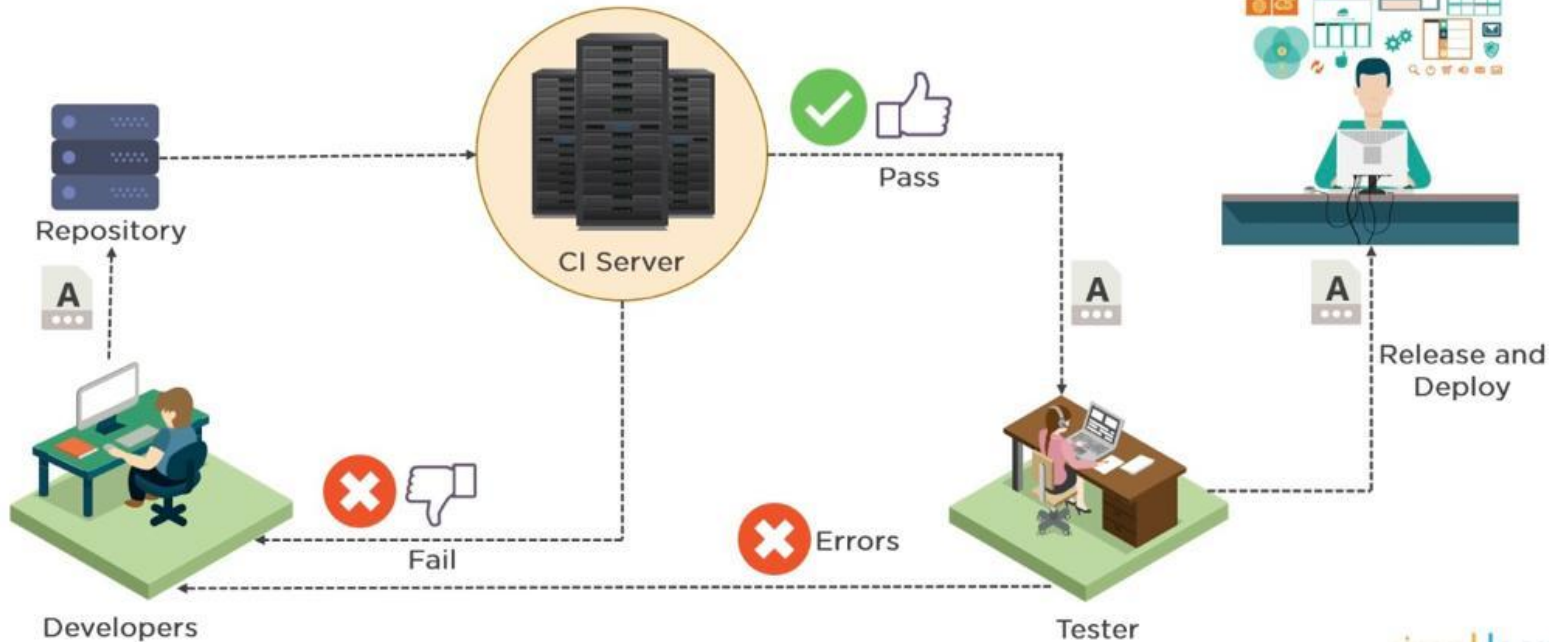 Repository
A
CI Server
Pass
A
A
Release and
Deploy
Fail
Errors
Developers
Tester